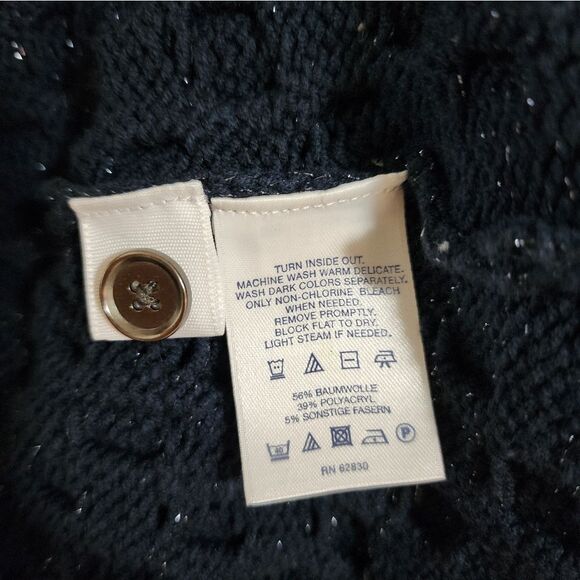 TURN INSIDE OUT.
MACHINE WASH WARM DELICATE.
WASH DARK COLORS SEPARATELY.
ONLY NON-CHLORINE BLEACH
WHEN NEEDED.
REMOVE PROMPTLY.
BLOCK FLAT TO DRY.
LIGHT STEAM IF NEEDED.
56% BAUMWOLLE
39% POLYACRYL
5% SONSTIGE FASERN
40 P
RN 62830